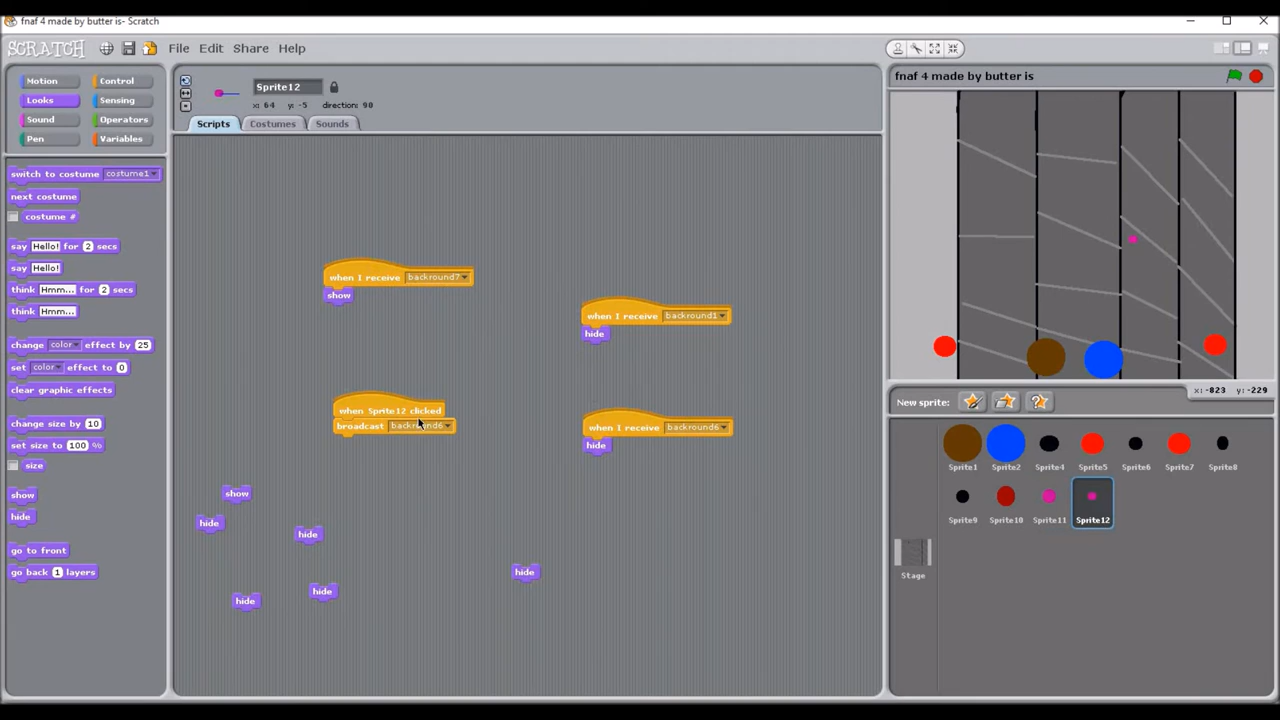 fnaf 4 made by butter is- Scratch
SCRATCH File Edit Share Help
Motion Control
Looks Sensing
Sound Operators
Pen Variables
switch to costume costume1
next costume
costume #
say Hello! for 2 secs
say Hello!
think Hmm... for 2 secs
think Hmm...
change color effect by 25
set color effect to 0
clear graphic effects
change size by 10
set size to 100 %
size
show
hide
go to front
go back 1 layers
Sprite12
x: 64 y: -5 direction: 90
Scripts Costumes Sounds
when I receive backround7
show
when I receive backround1
hide
when Sprite12 clicked
broadcast backround6
when I receive backround6
hide
show
hide
hide
hide
hide
hide
fnaf 4 made by butter is
x: -823 y: -229
New sprite:
Sprite1 Sprite2 Sprite4 Sprite5 Sprite6 Sprite7 Sprite8
Sprite9 Sprite10 Sprite11 Sprite12
Stage